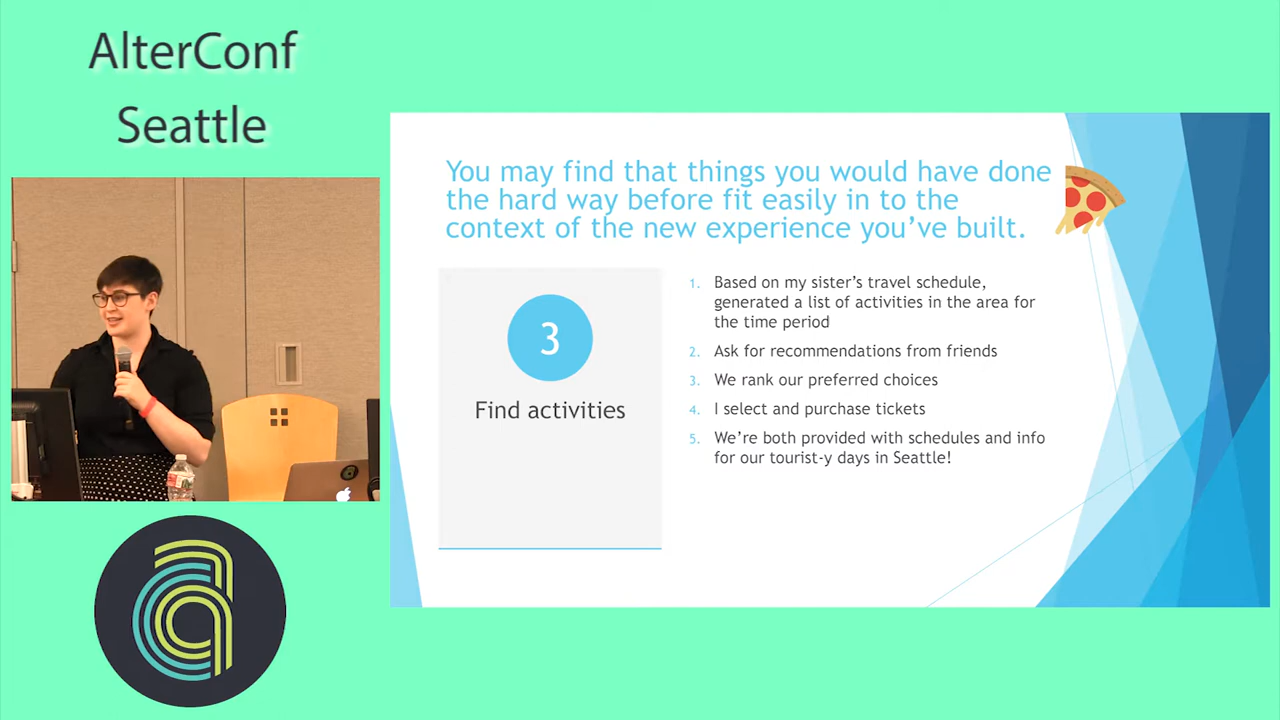 AlterConf
Seattle
You may find that things you would have done
the hard way before fit easily in to the
context of the new experience you’ve built.
3
Find activities
1. Based on my sister’s travel schedule,
generated a list of activities in the area for
the time period
2. Ask for recommendations from friends
3. We rank our preferred choices
4. I select and purchase tickets
5. We’re both provided with schedules and info
for our tourist-y days in Seattle!